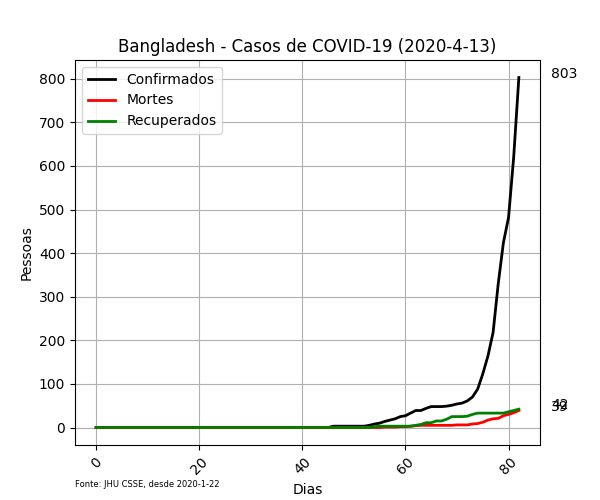 Bangladesh - Casos de COVID-19 (2020-4-13)
Confirmados
Mortes
Recuperados
803
800
700
600
500
400
300
200
100
0
42
39
Pessoas
0
20
40
60
80
Dias
Fonte: JHU CSSE, desde 2020-1-22